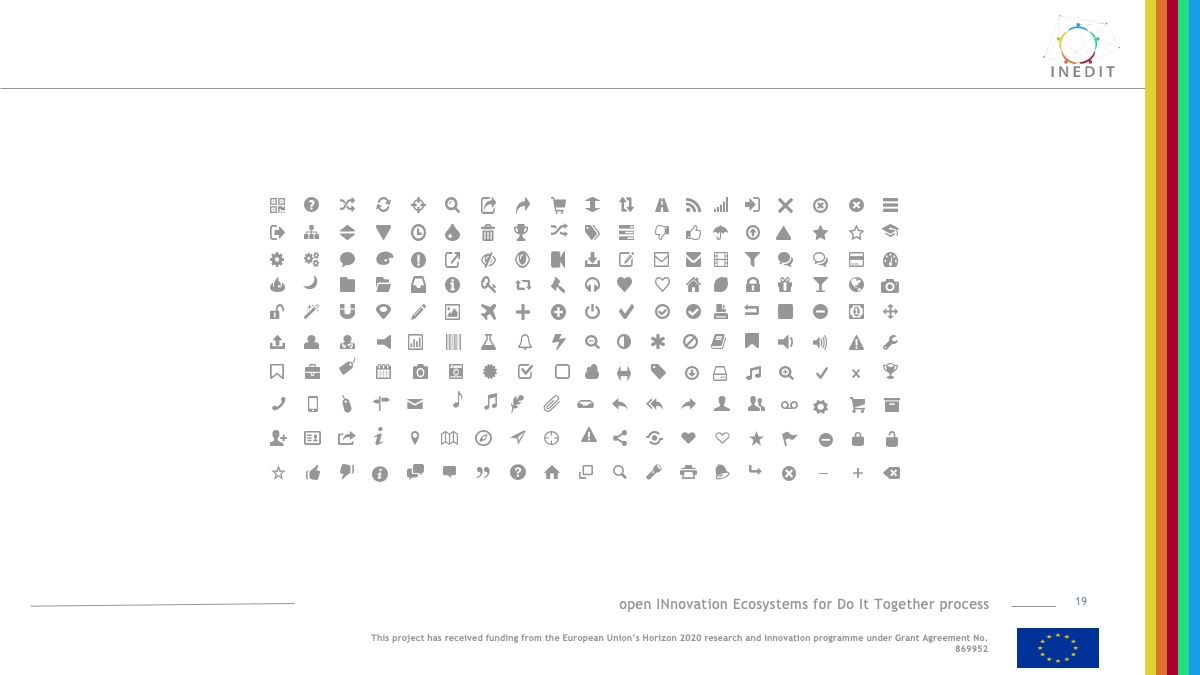 INEDIT
open INnovation Ecosystems for Do It Together process
19
This project has received funding from the European Union's Horizon 2020 research and innovation programme under Grant Agreement No.
869952